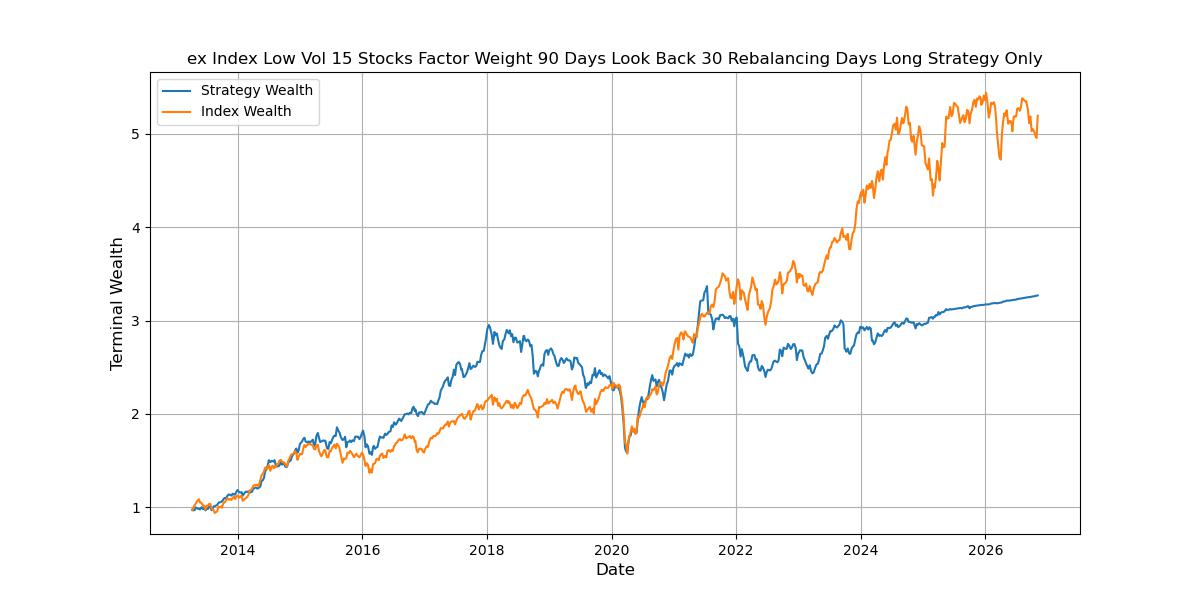 ex Index Low Vol 15 Stocks Factor Weight 90 Days Look Back 30 Rebalancing Days Long Strategy Only
Strategy Wealth
Index Wealth
Terminal Wealth
5
4
3
2
1
2014 2016 2018 2020 2022 2024 2026
Date